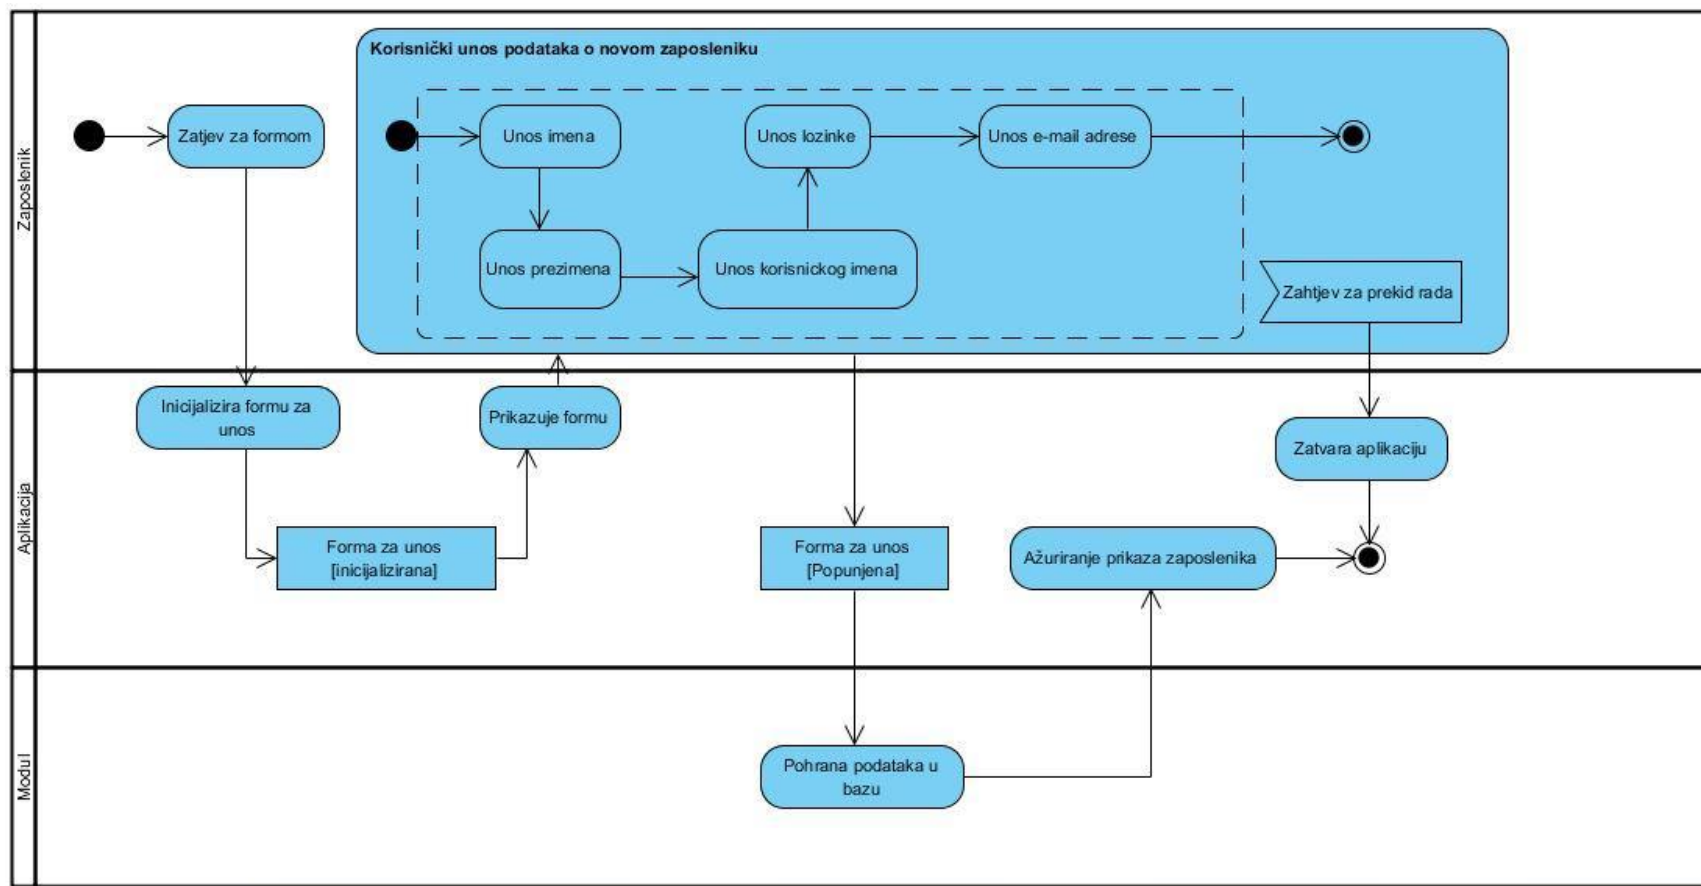 Zaposlenik
Korisnički unos podataka o novom zaposleniku
Zatjev za formom
Unos imena
Unos lozinke
Unos e-mail adrese
Unos prezimena
Unos korisnickog imena
Zahtjev za prekid rada
Aplikacija
Inicijalizira formu za
unos
Prikazuje formu
Zatvara aplikaciju
Forma za unos
[inicijalizirana]
Forma za unos
[Popunjena]
Ažuriranje prikaza zaposlenika
Modul
Pohrana podataka u
bazu